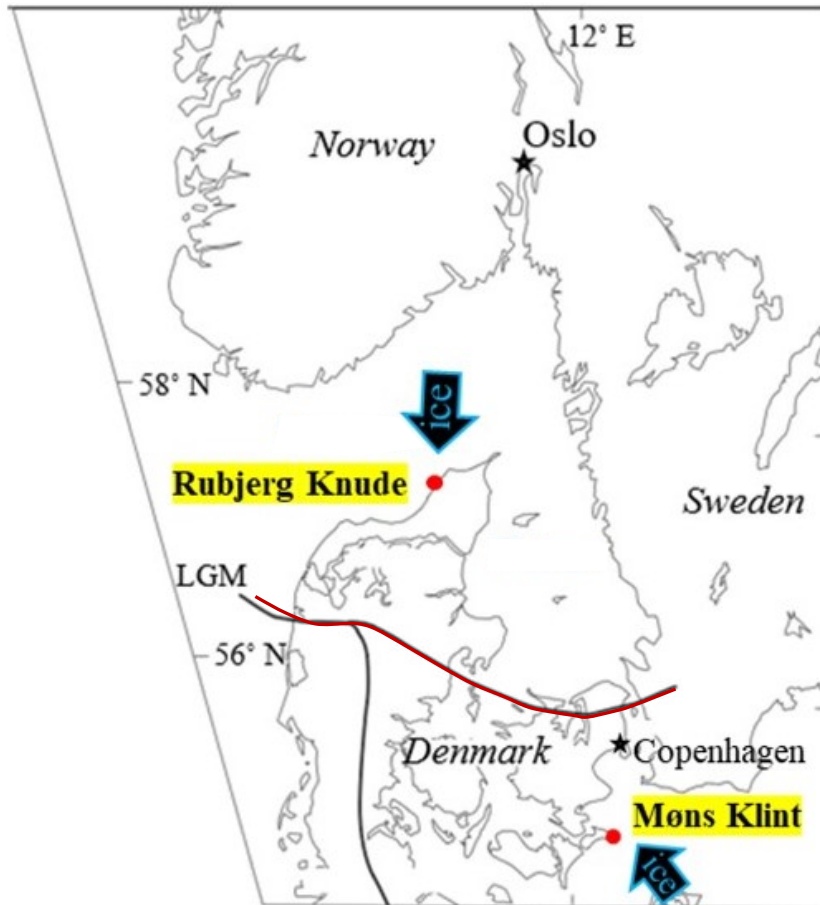 12° E
Oslo
Norway
58° N
ice
Rubjerg Knude
Sweden
LGM
56° N
Denmark
Copenhagen
Møns Klint
ice